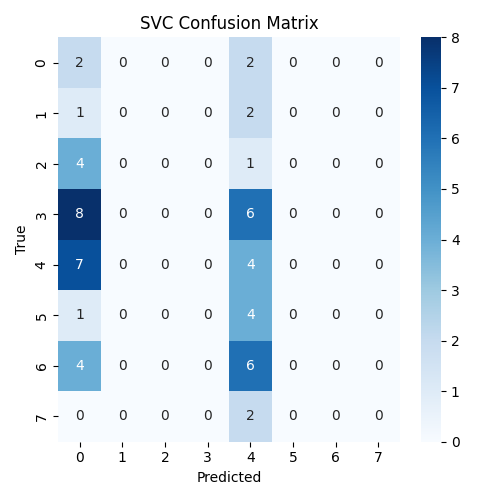 SVC Confusion Matrix
0 2 0 0 0 2 0 0 0
1 1 0 0 0 2 0 0 0
2 4 0 0 0 1 0 0 0
3 8 0 0 0 6 0 0 0
4 7 0 0 0 4 0 0 0
5 1 0 0 0 4 0 0 0
6 4 0 0 0 6 0 0 0
7 0 0 0 0 2 0 0 0
0 1 2 3 4 5 6 7
True
Predicted
8
7
6
5
4
3
2
1
0